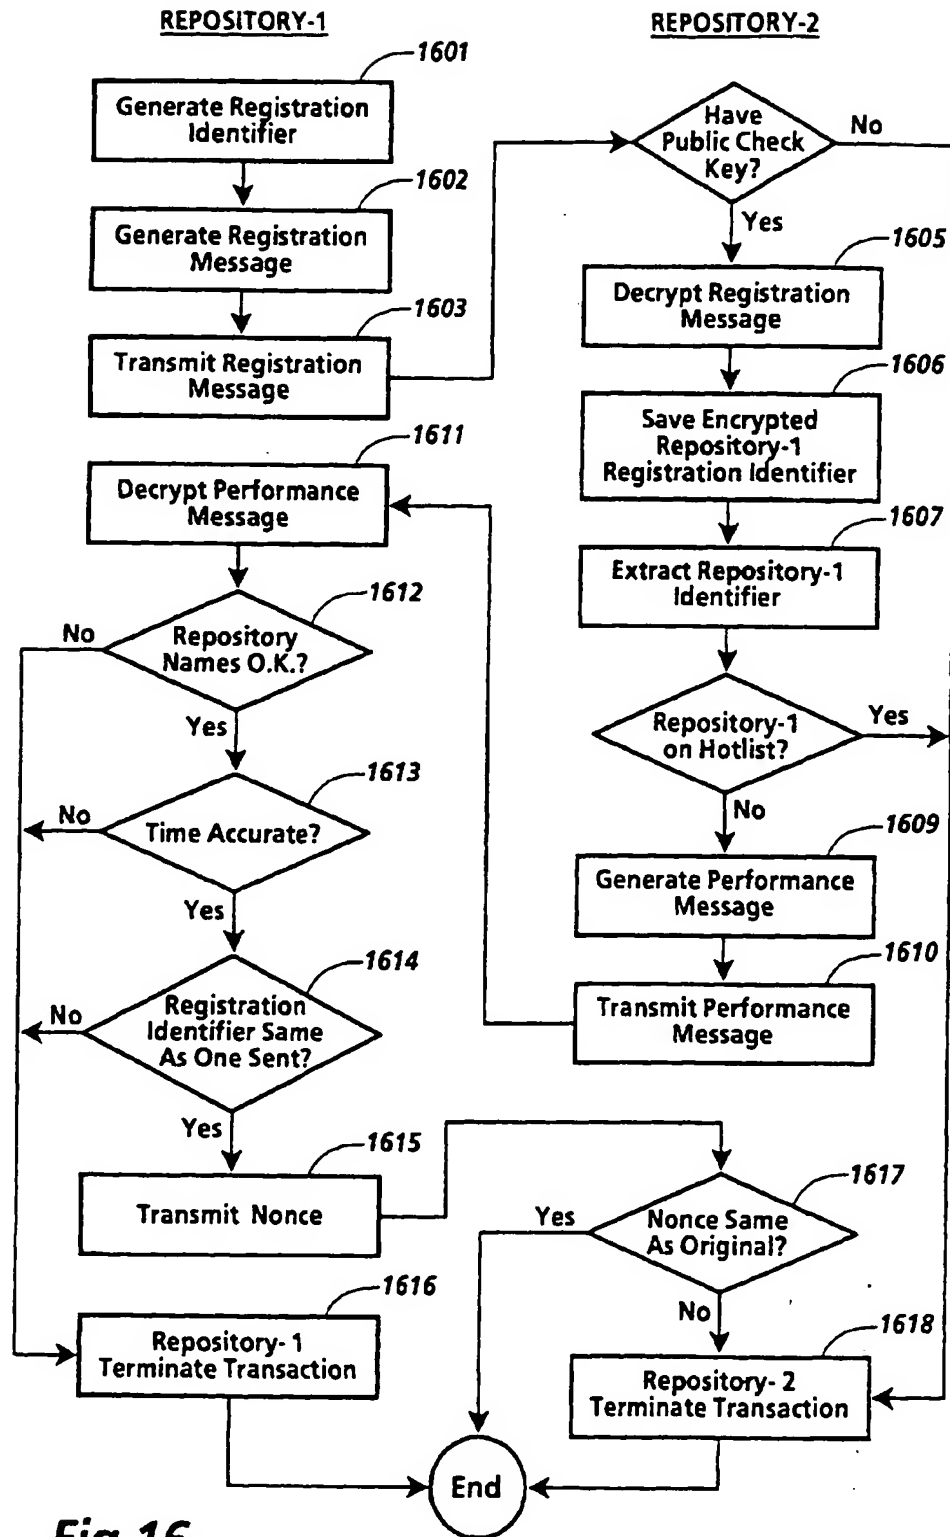 REPOSITORY-1
1601
Generate Registration
Identifier
1602
Generate Registration
Message
1603
Transmit Registration
Message
1611
Decrypt Performance
Message
1612
Repository
Names O.K.?
No
Yes
1613
Time Accurate?
No
Yes
1614
Registration
Identifier Same
As One Sent?
No
Yes
1615
Transmit Nonce
1616
Repository- 1
Terminate Transaction
REPOSITORY-2
Have
Public Check
Key?
No
Yes
1605
Decrypt Registration
Message
1606
Save Encrypted
Repository-1
Registration Identifier
1607
Extract Repository-1
Identifier
Repository-1
on Hotlist?
Yes
No
1609
Generate Performance
Message
1610
Transmit Performance
Message
1617
Nonce Same
As Original?
Yes
No
1618
Repository- 2
Terminate Transaction
End
Fig. 16